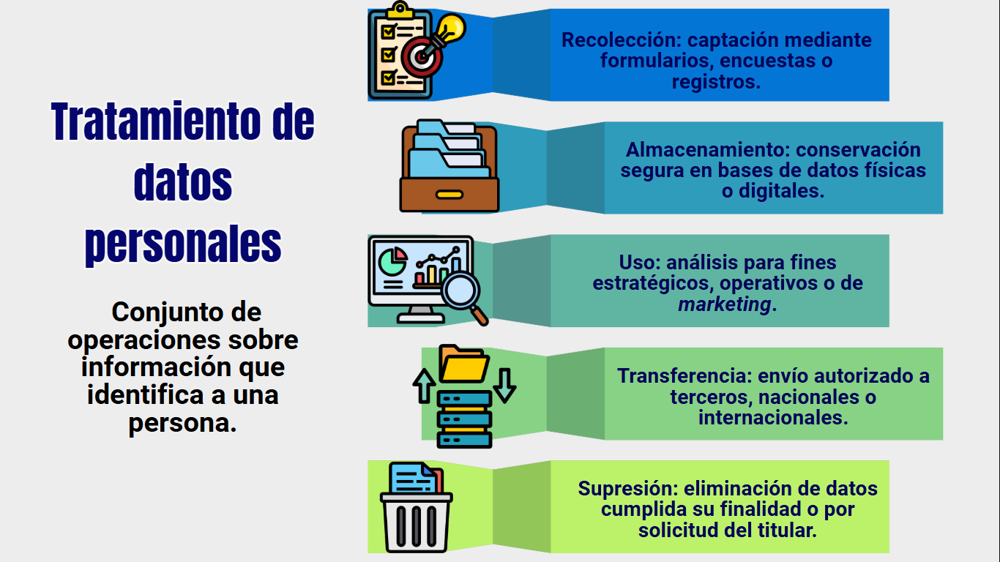 Tratamiento de
datos
personales
Conjunto de
operaciones sobre
información que
identifica a una
persona.
Recolección: captación mediante
formularios, encuestas o
registros.
Almacenamiento: conservación
segura en bases de datos físicas
o digitales.
Uso: análisis para fines
estratégicos, operativos o de
marketing.
Transferencia: envío autorizado a
terceros, nacionales o
internacionales.
Supresión: eliminación de datos
cumplida su finalidad o por
solicitud del titular.